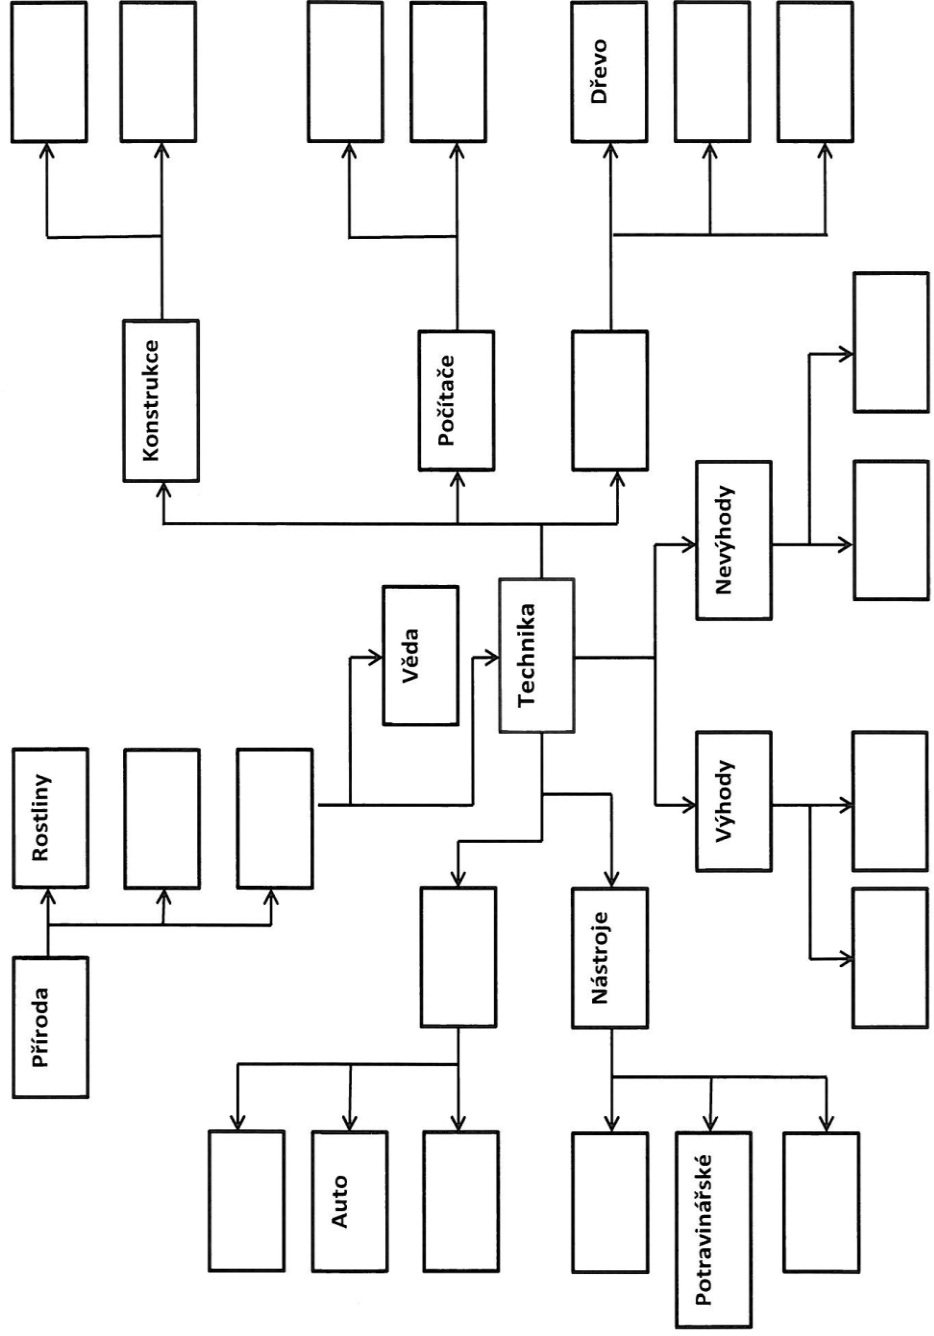 Příroda
Rostliny
Věda
Technika
Konstrukce
Počítače
Dřevo
Auto
Nástroje
Potravinářské
Výhody
Nevýhody